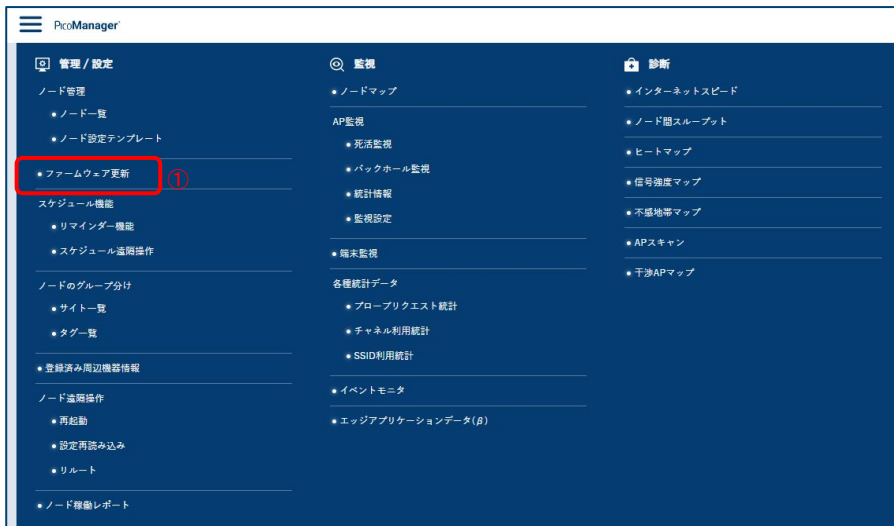 PicoManager
管理 / 設定
ノード管理
ノード一覧
ノード設定テンプレート
ファームウェア更新
①
スケジュール機能
リマインダー機能
スケジュール遠隔操作
ノードのグループ分け
サイト一覧
タグ一覧
登録済み周辺機器情報
ノード遠隔操作
再起動
設定再読み込み
リルート
ノード稼働レポート
監視
ノードマップ
AP監視
死活監視
バックホール監視
統計情報
監視設定
端末監視
各種統計データ
プローブリクエスト統計
チャネル利用統計
SSID利用統計
イベントモニタ
エッジアプリケーションデータ(β)
診断
インターネットスピード
ノード間スループット
ヒートマップ
信号強度マップ
不感地帯マップ
APスキャン
干渉APマップ